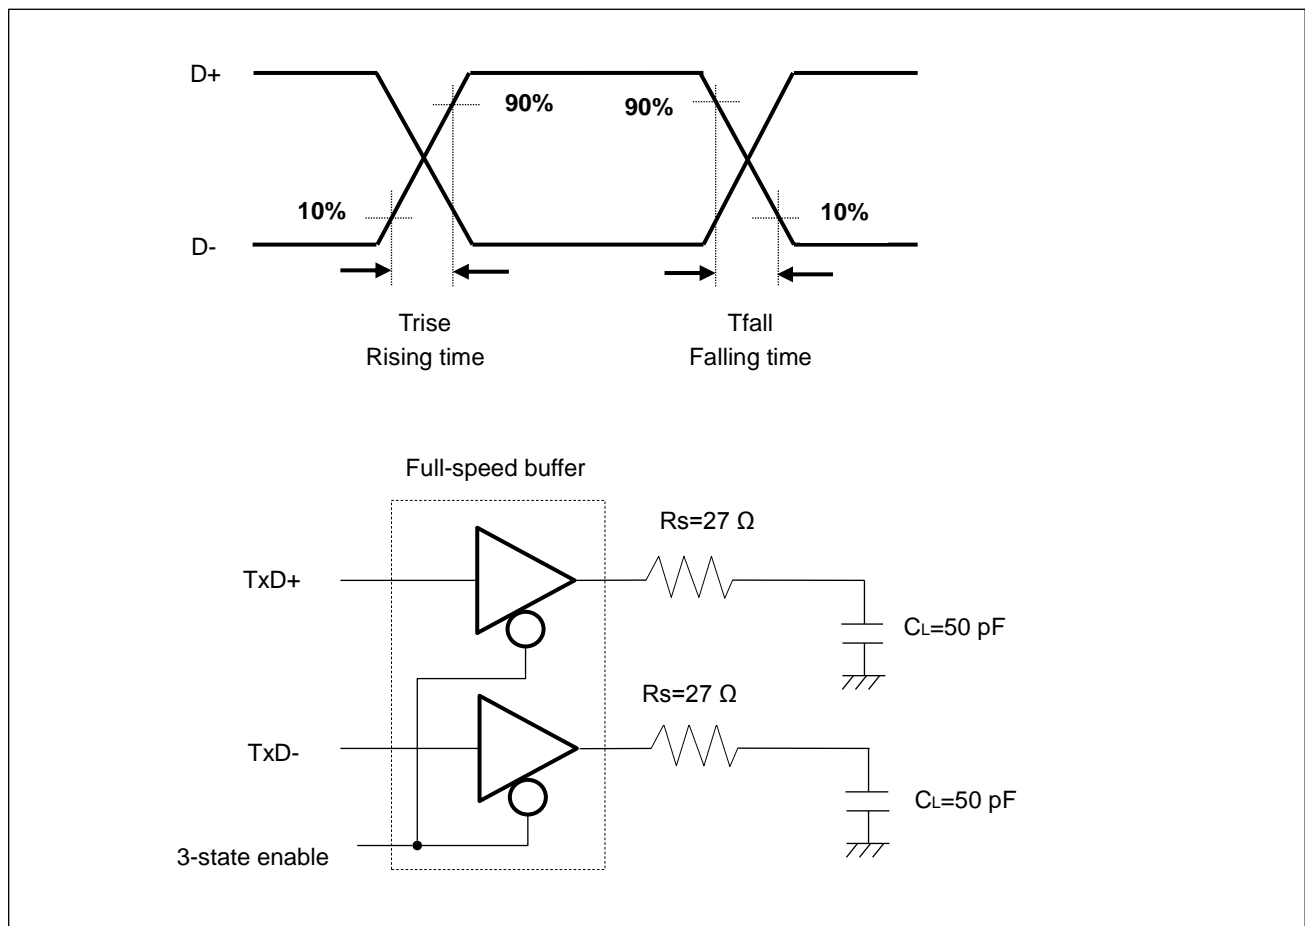 D+
90%
90%
10%
10%
D-
Trise
Rising time
Tfall
Falling time
Full-speed buffer
Rs=27 Ω
TxD+
CL=50 pF
Rs=27 Ω
TxD-
CL=50 pF
3-state enable